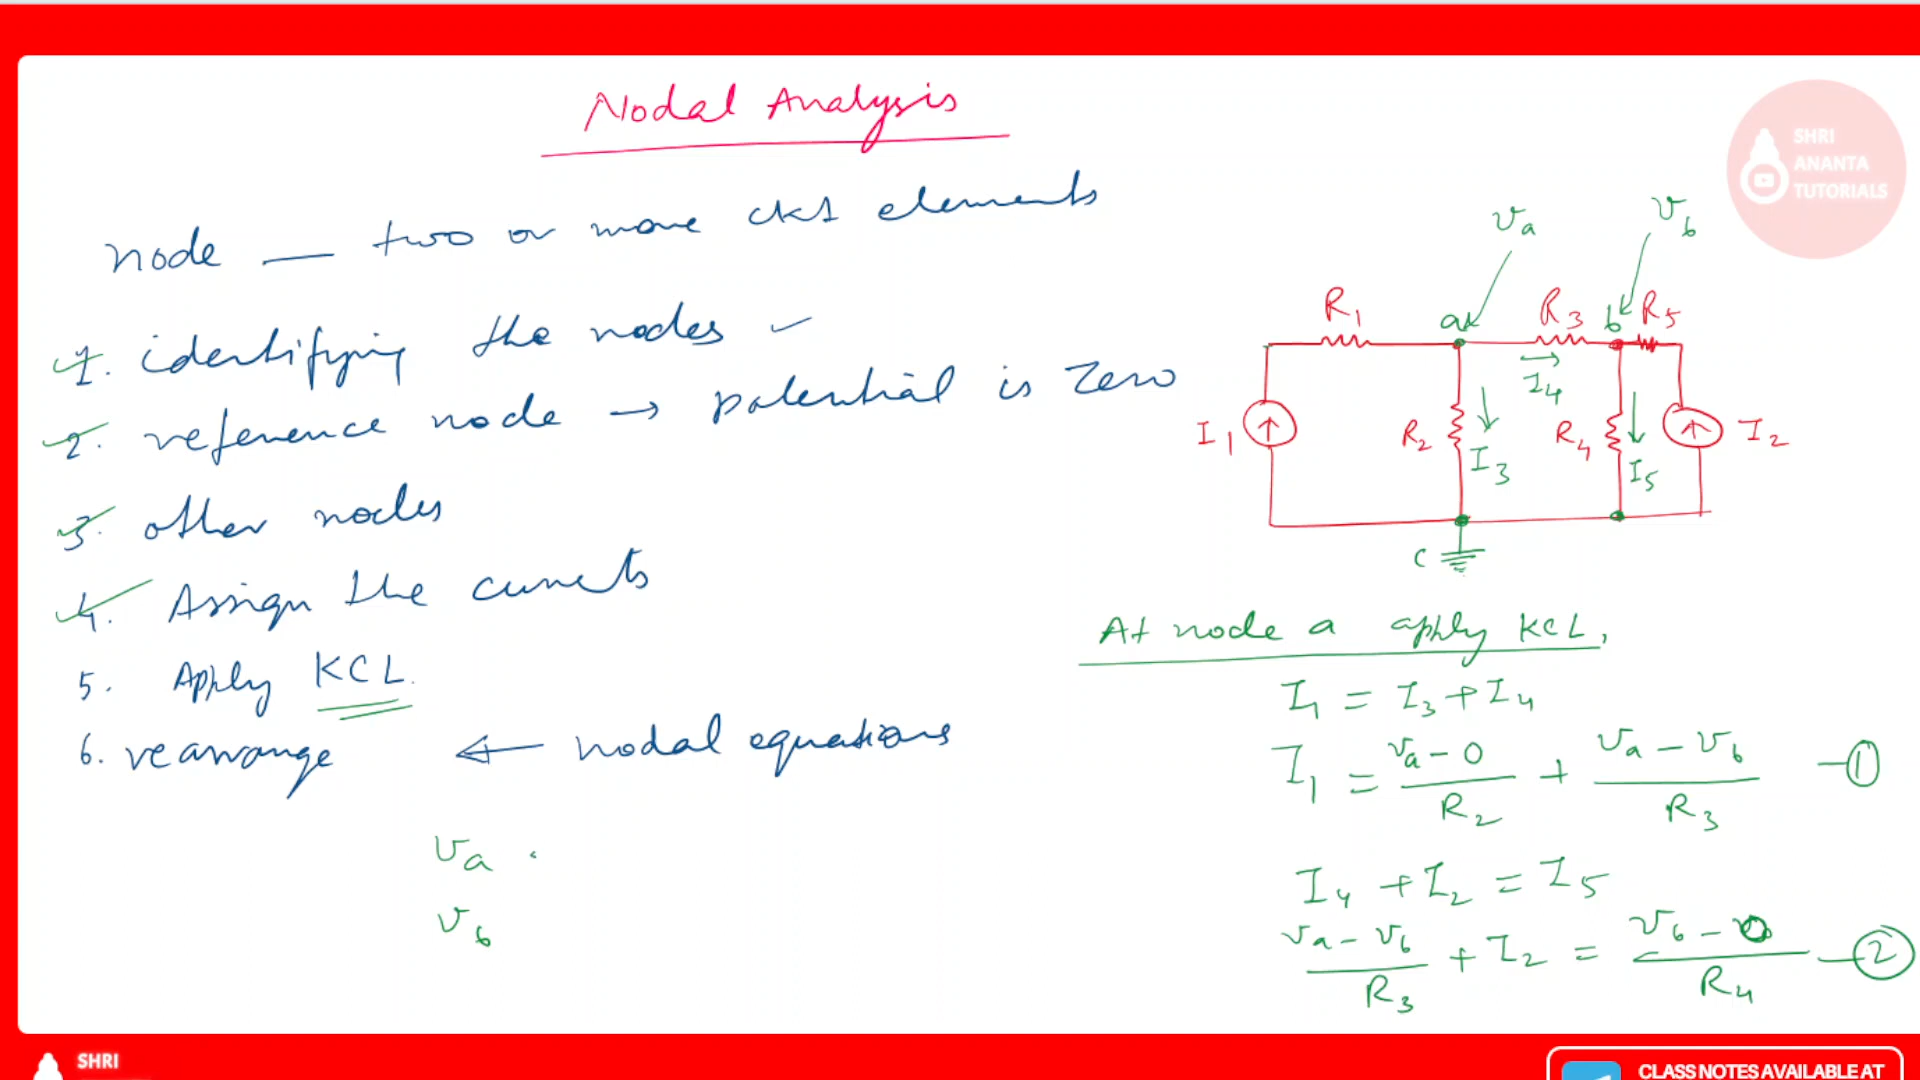 Nodal Analysis
node — two or more ckt elements
1. identifying the nodes
2. reference node → potential is zero
3. other nodes
4. Assign the currents
5. Apply KCL.
6. rearrange ← nodal equations
Va
Vb
SHRI
ANANTA
TUTORIALS
Va
Vb
R1
a
R3
b
R5
I4
I1
R2
I3
R4
I5
I2
C
At node a apply KCL,
I1 = I3 + I4
I1 = (Va - 0)/R2 + (Va - Vb)/R3 — 1
I4 + I2 = I5
(Va - Vb)/R3 + I2 = (Vb - 0)/R4 — 2
SHRI
CLASS NOTES AVAILABLE AT